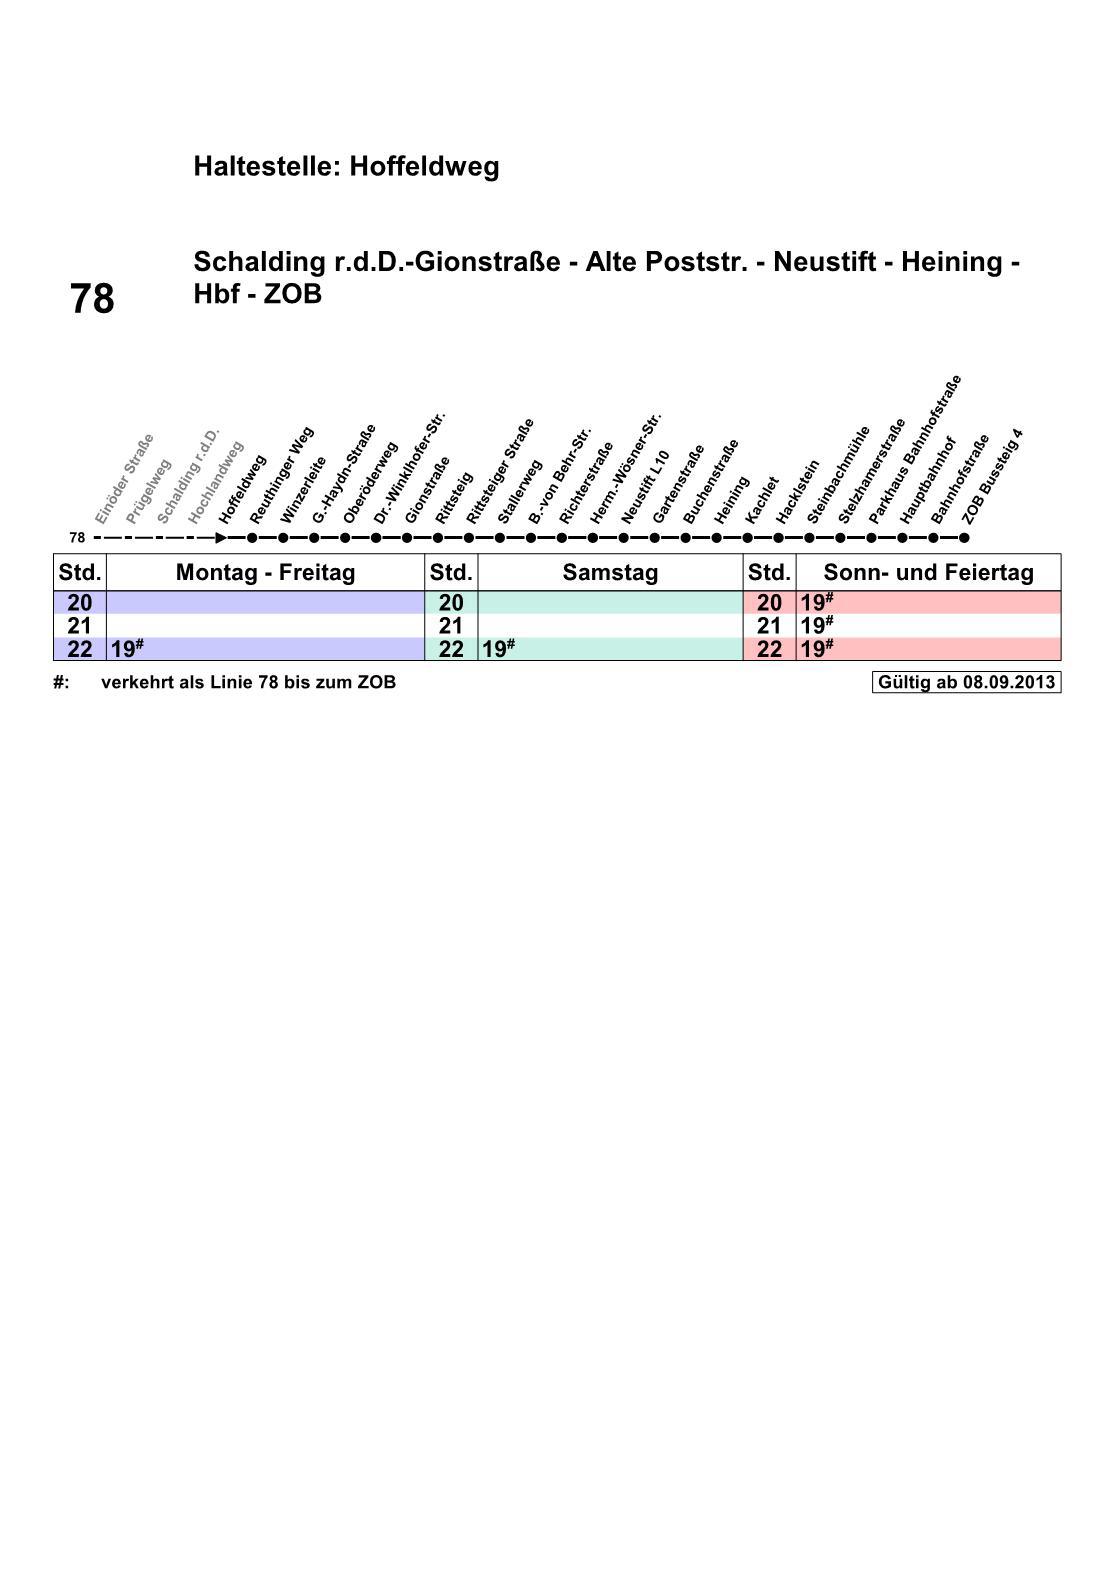 Haltestelle: Hoffeldweg
Schalding r.d.D.-Gionstraße - Alte Poststr. - Neustift - Heining -
78
Hbf - ZOB
Einöder Straße
Prügelweg
Schalding r.d.D.
Hochlandweg
Hoffeldweg
Reuthinger Weg
Winzerleite
G.-Haydn-Straße
Oberöderweg
Dr.-Winklhofer-Str.
Gionstraße
Rittsteig
Rittsteiger Straße
Stallerweg
B.-von Behr-Str.
Richterstraße
Herm.-Wösner-Str.
Neustift L10
Gartenstraße
Buchenstraße
Heining
Kachlet
Hacklstein
Steinbachmühle
Stelzhamerstraße
Parkhaus Bahnhofstraße
Hauptbahnhof
Bahnhofstraße
ZOB Bussteig 4
78
Std. Montag - Freitag Std. Samstag Std. Sonn- und Feiertag
20 20 20 19#
21 21 21 19#
22 19# 22 19# 22 19#
#: verkehrt als Linie 78 bis zum ZOB Gültig ab 08.09.2013